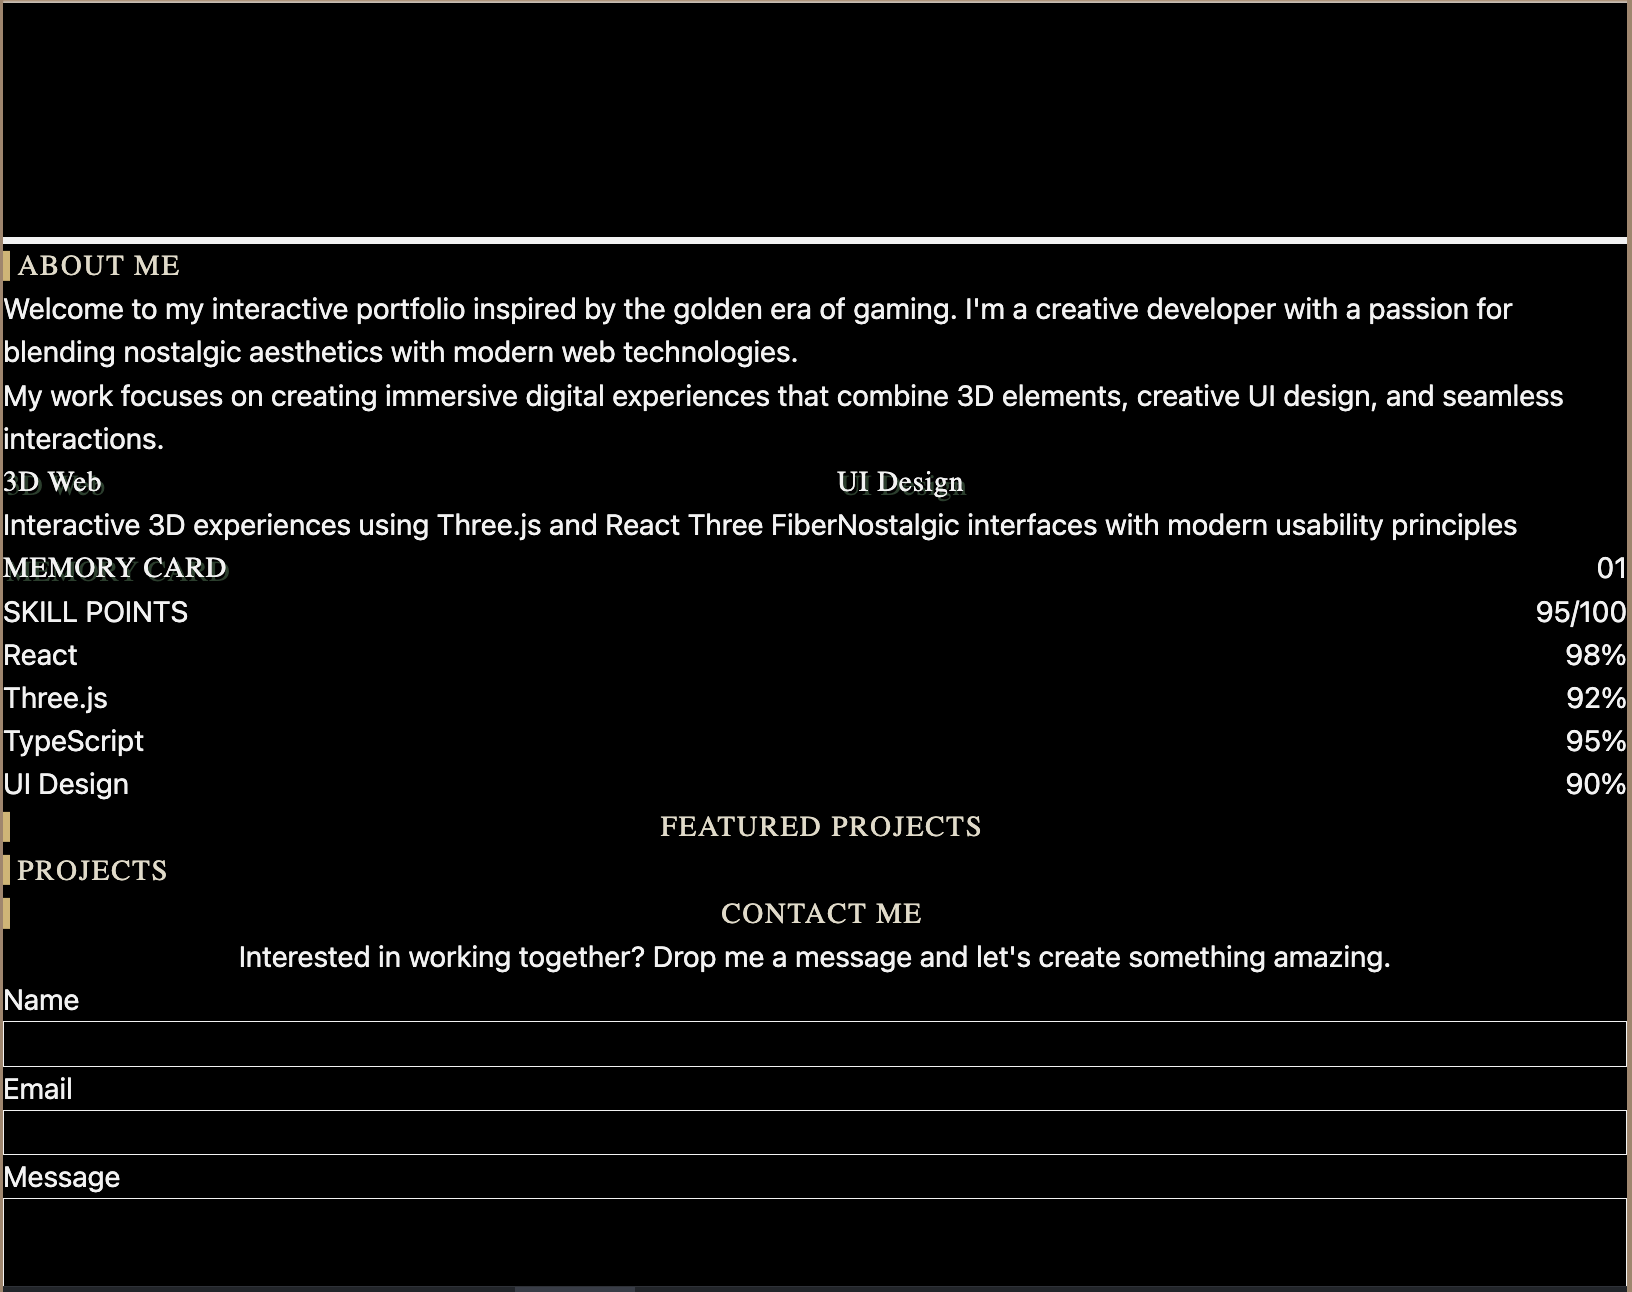 ABOUT ME
Welcome to my interactive portfolio inspired by the golden era of gaming. I'm a creative developer with a passion for
blending nostalgic aesthetics with modern web technologies.
My work focuses on creating immersive digital experiences that combine 3D elements, creative UI design, and seamless
interactions.
3D Web
UI Design
Interactive 3D experiences using Three.js and React Three Fiber
Nostalgic interfaces with modern usability principles
MEMORY CARD 01
SKILL POINTS 95/100
React 98%
Three.js 92%
TypeScript 95%
UI Design 90%
FEATURED PROJECTS
PROJECTS
CONTACT ME
Interested in working together? Drop me a message and let's create something amazing.
Name
Email
Message